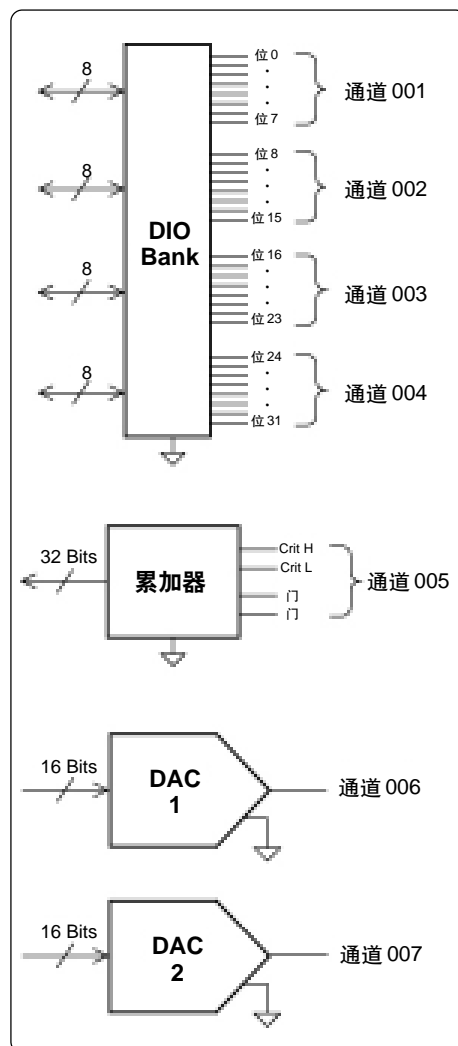 8
位 0
位 7
通道 001
8
位 8
位 15
通道 002
DIO
Bank
8
位 16
位 23
通道 003
8
位 24
位 31
通道 004
32 Bits
累加器
Crit H
Crit L
门
门
通道 005
16 Bits
DAC
1
通道 006
16 Bits
DAC
2
通道 007